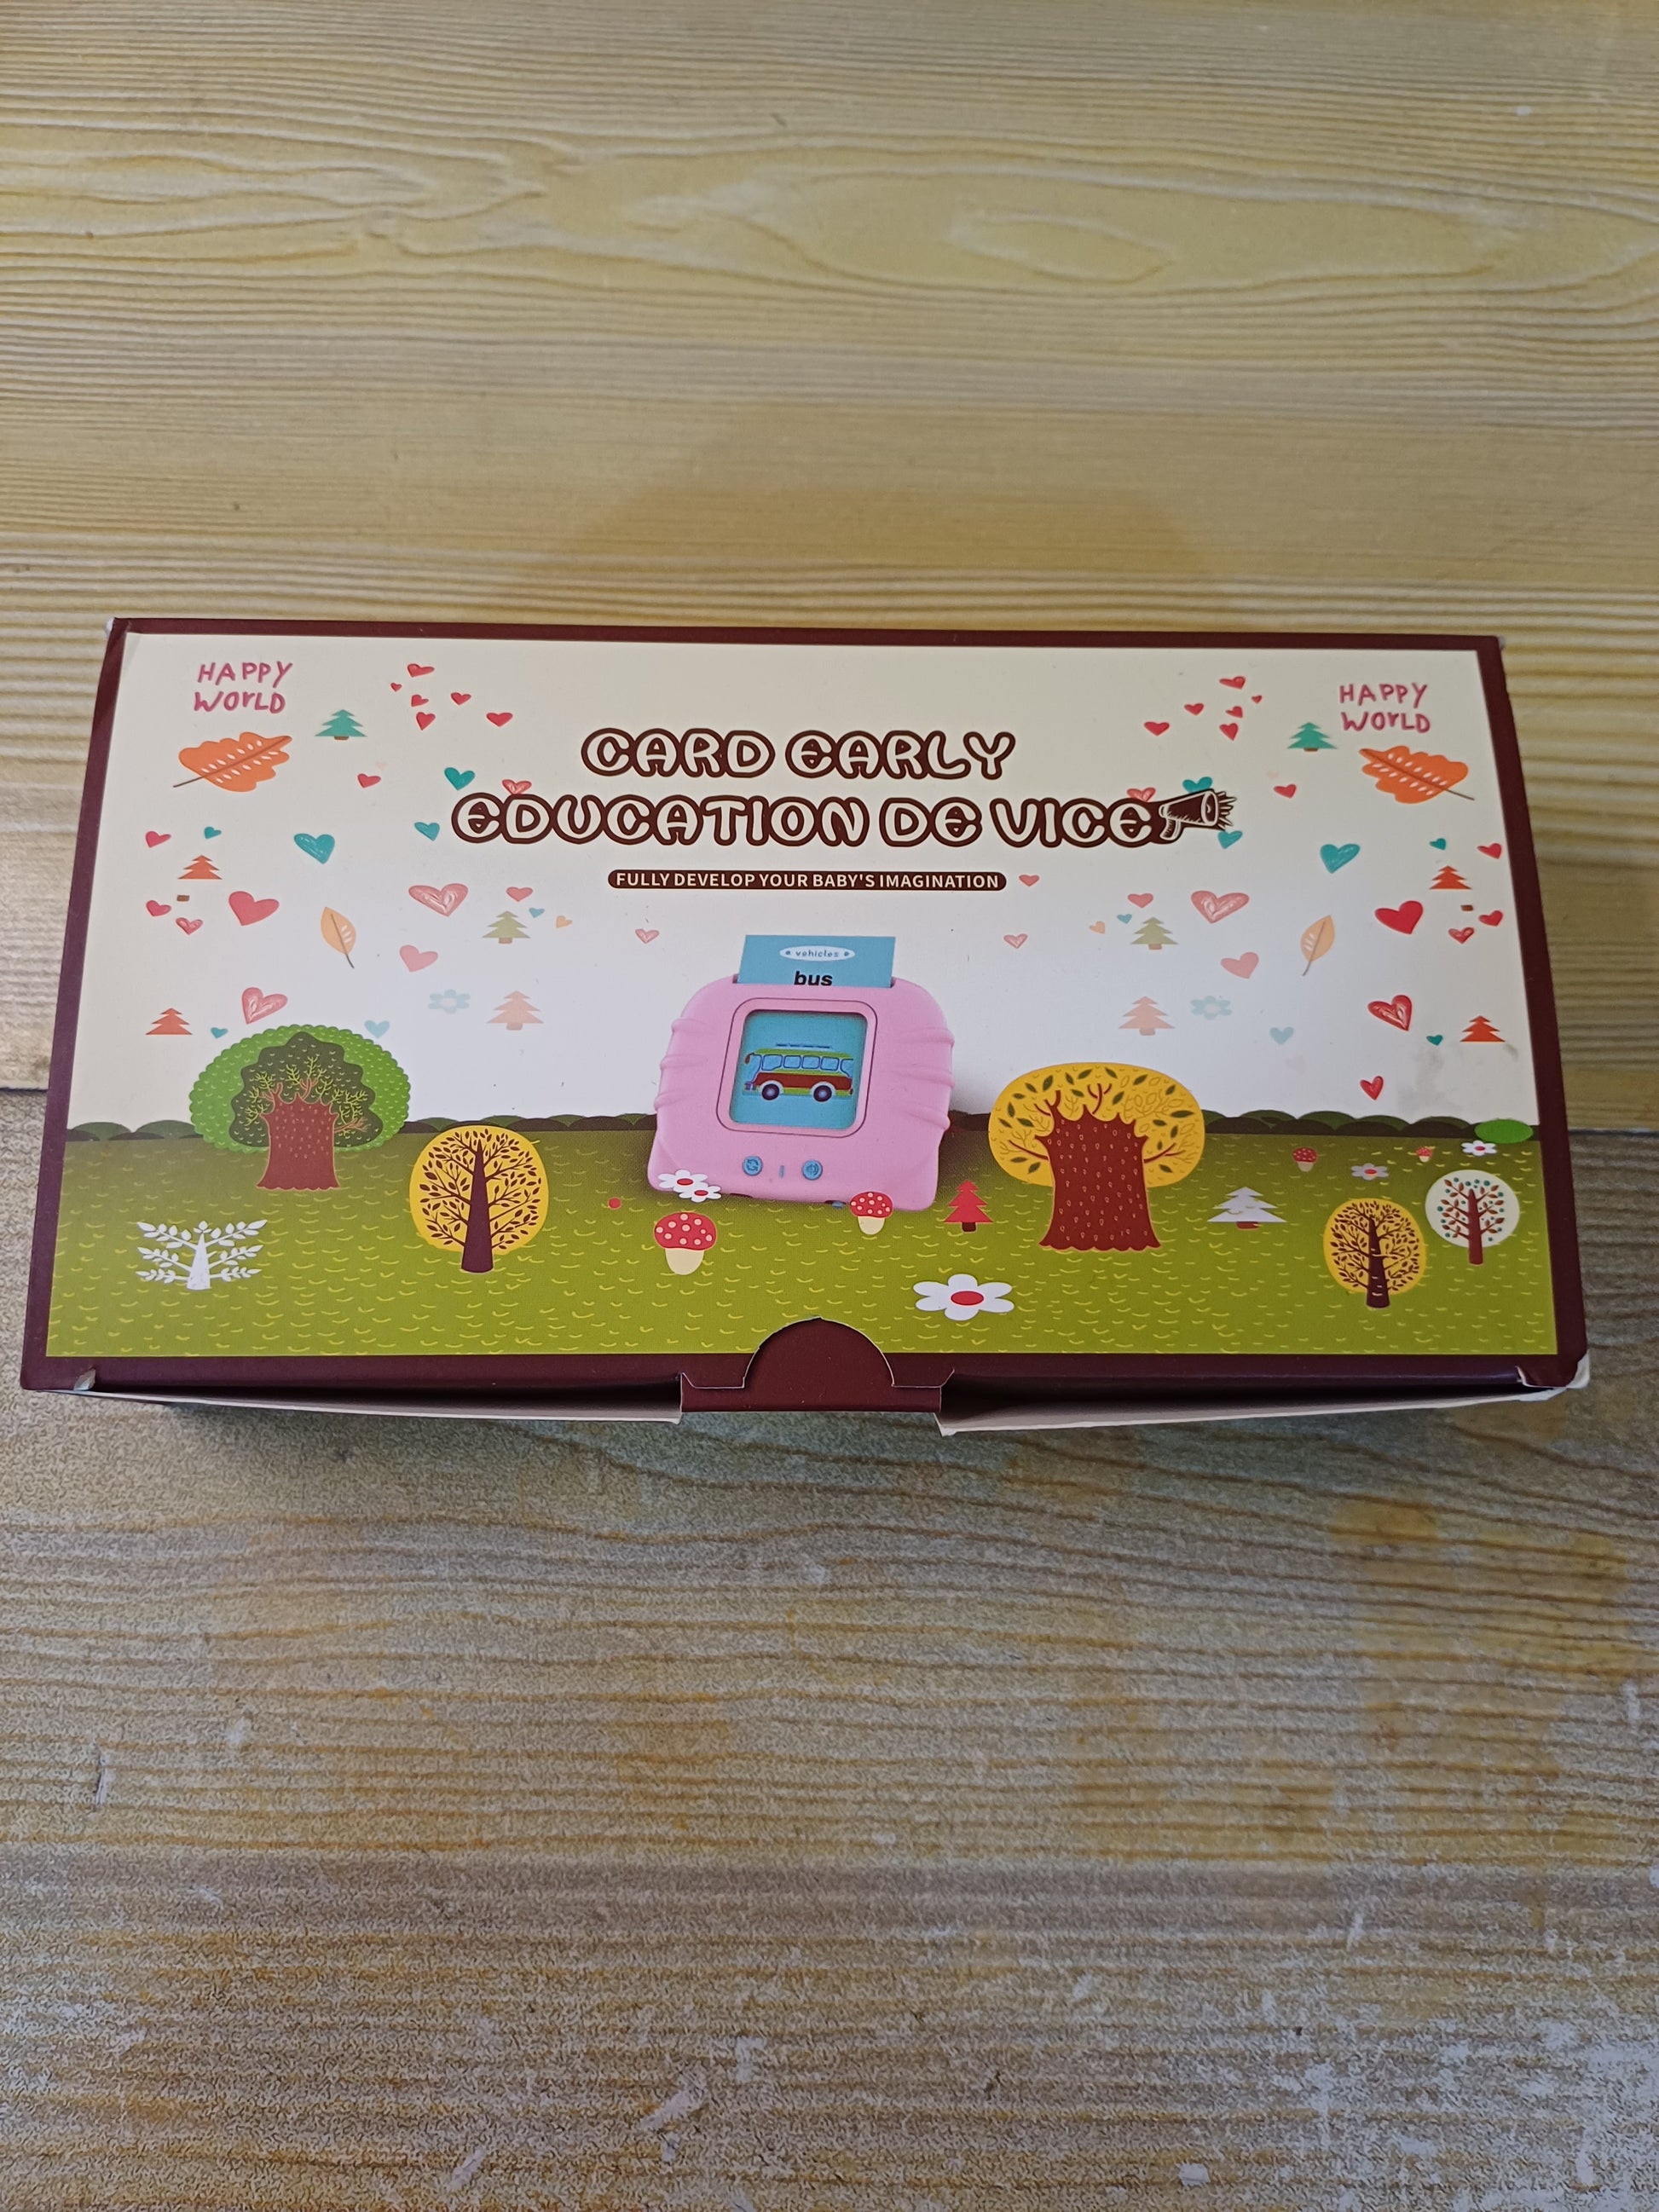 HAPPY
WORLD
HAPPY
WORLD
CARD EARLY
EDUCATION DE VICE
FULLY DEVELOP YOUR BABY'S IMAGINATION
vehicles
bus